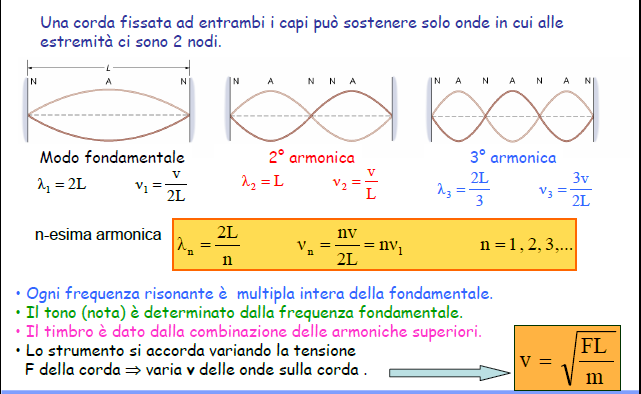 Una corda fissata ad entrambi i capi può sostenere solo onde in cui alle
estremità ci sono 2 nodi.
L
N A N N A N N A N N A N A N A N
Modo fondamentale 2° armonica 3° armonica
λ₁ = 2L ν₁ = v/2L λ₂ = L ν₂ = v/L λ₃ = 2L/3 ν₃ = 3v/2L
n-esima armonica λₙ = 2L/n νₙ = nv/2L = nν₁ n = 1, 2, 3,...
• Ogni frequenza risonante è multipla intera della fondamentale.
• Il tono (nota) è determinato dalla frequenza fondamentale.
• Il timbro è dato dalla combinazione delle armoniche superiori.
• Lo strumento si accorda variando la tensione
F della corda ⇒ varia v delle onde sulla corda .
v = √(FL/m)